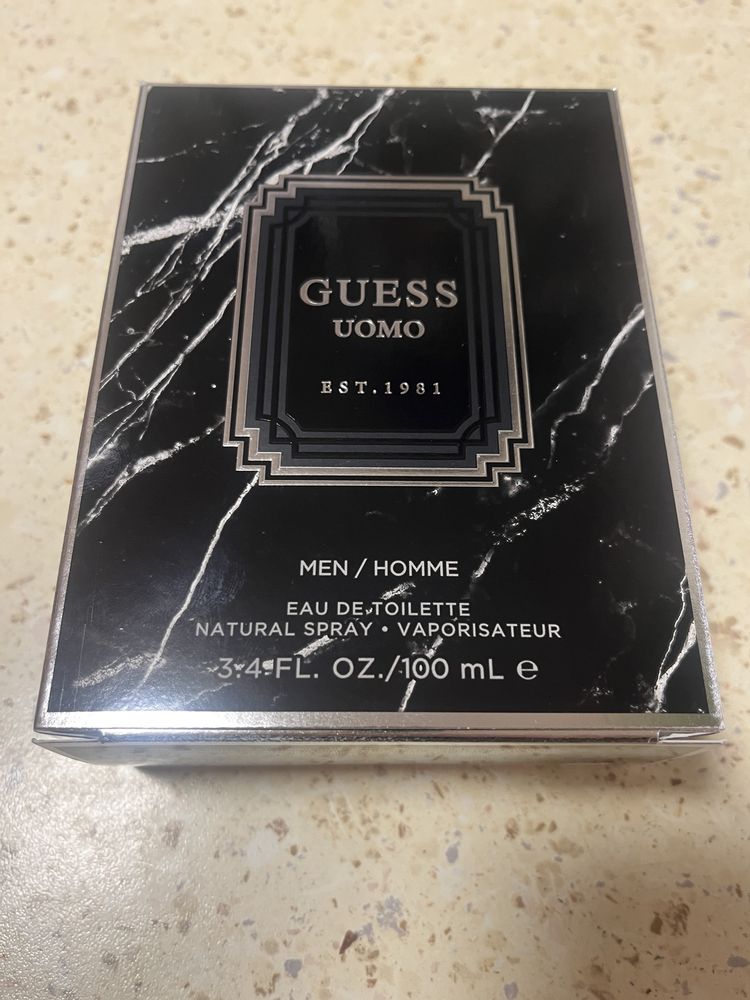 GUESS
UOMO
EST.1981
MEN / HOMME
EAU DE TOILETTE
NATURAL SPRAY • VAPORISATEUR
3.4 FL. OZ./100 mL ℮